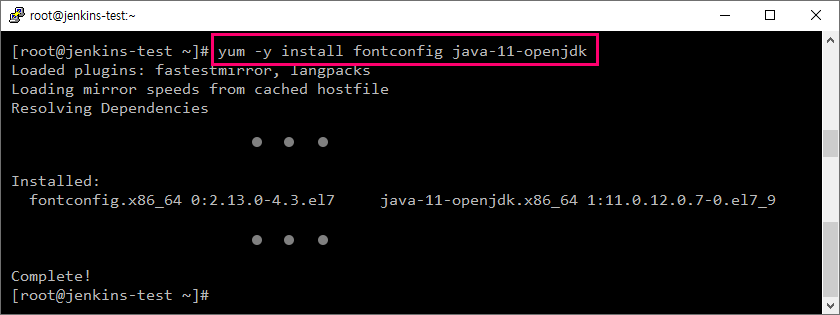 root@jenkins-test:~
[root@jenkins-test ~]# yum -y install fontconfig java-11-openjdk
Loaded plugins: fastestmirror, langpacks
Loading mirror speeds from cached hostfile
Resolving Dependencies
Installed:
  fontconfig.x86_64 0:2.13.0-4.3.el7     java-11-openjdk.x86_64 1:11.0.12.0.7-0.el7_9
Complete!
[root@jenkins-test ~]#